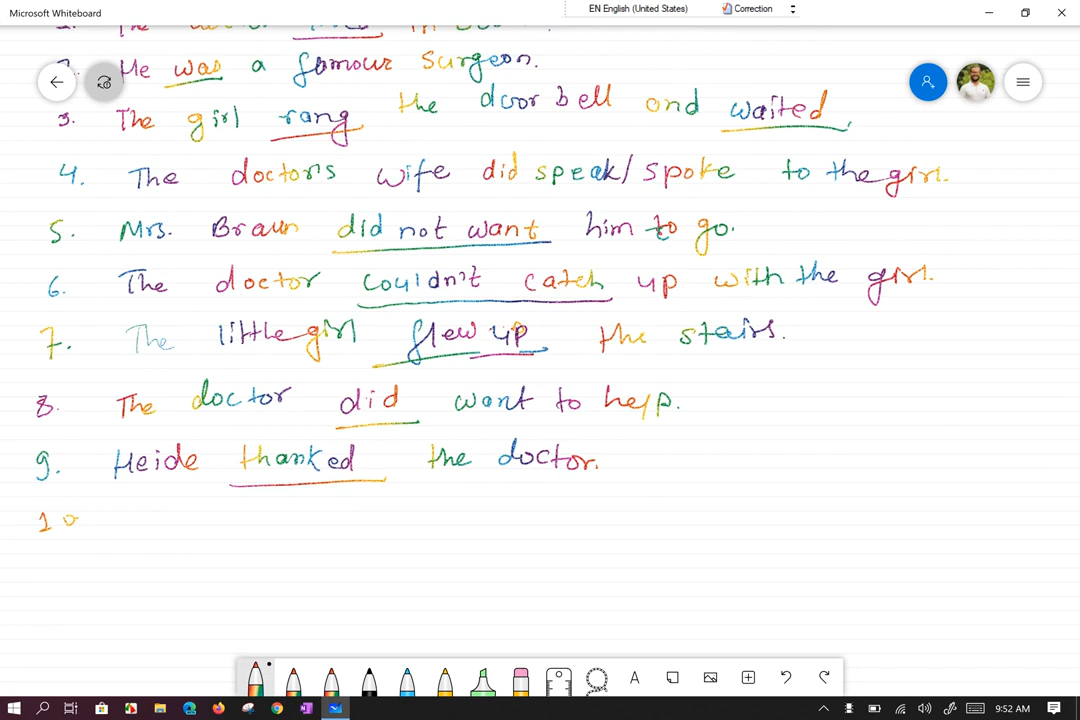 Microsoft Whiteboard
EN English (United States)
Correction
2. He was a famour surgeon.
3. The girl rang the door bell and waited.
4. The doctor's wife did speak/spoke to the girl.
5. Mrs. Braun did not want him to go.
6. The doctor couldn't catch up with the girl.
7. The little girl flew up the stairs.
8. The doctor did want to help.
9. Heide thanked the doctor.
10
9:52 AM